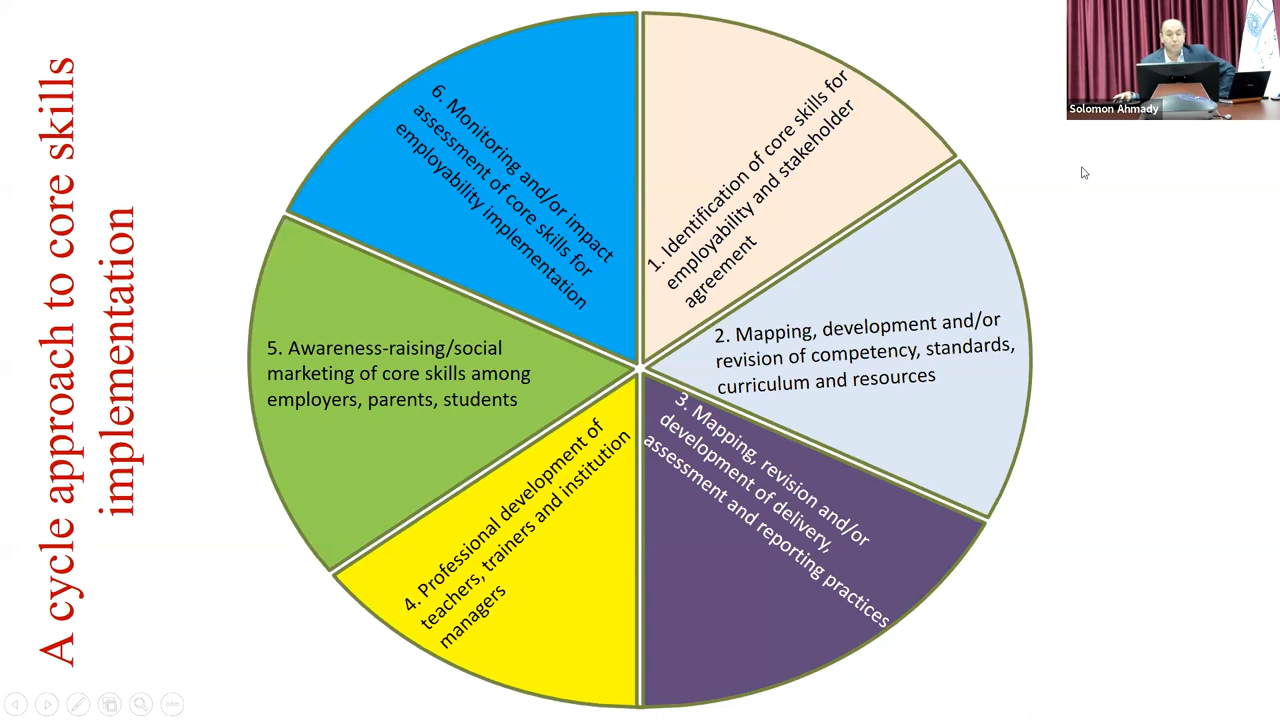 A cycle approach to core skills
implementation
1. Identification of core skills for
employability and stakeholder
agreement
2. Mapping, development and/or
revision of competency, standards,
curriculum and resources
3. Mapping, revision and/or
development of delivery,
assessment and reporting practices
4. Professional development of
teachers, trainers and institution
managers
5. Awareness-raising/social
marketing of core skills among
employers, parents, students
6. Monitoring and/or impact
assessment of core skills for
employability implementation
Solomon Ahmady